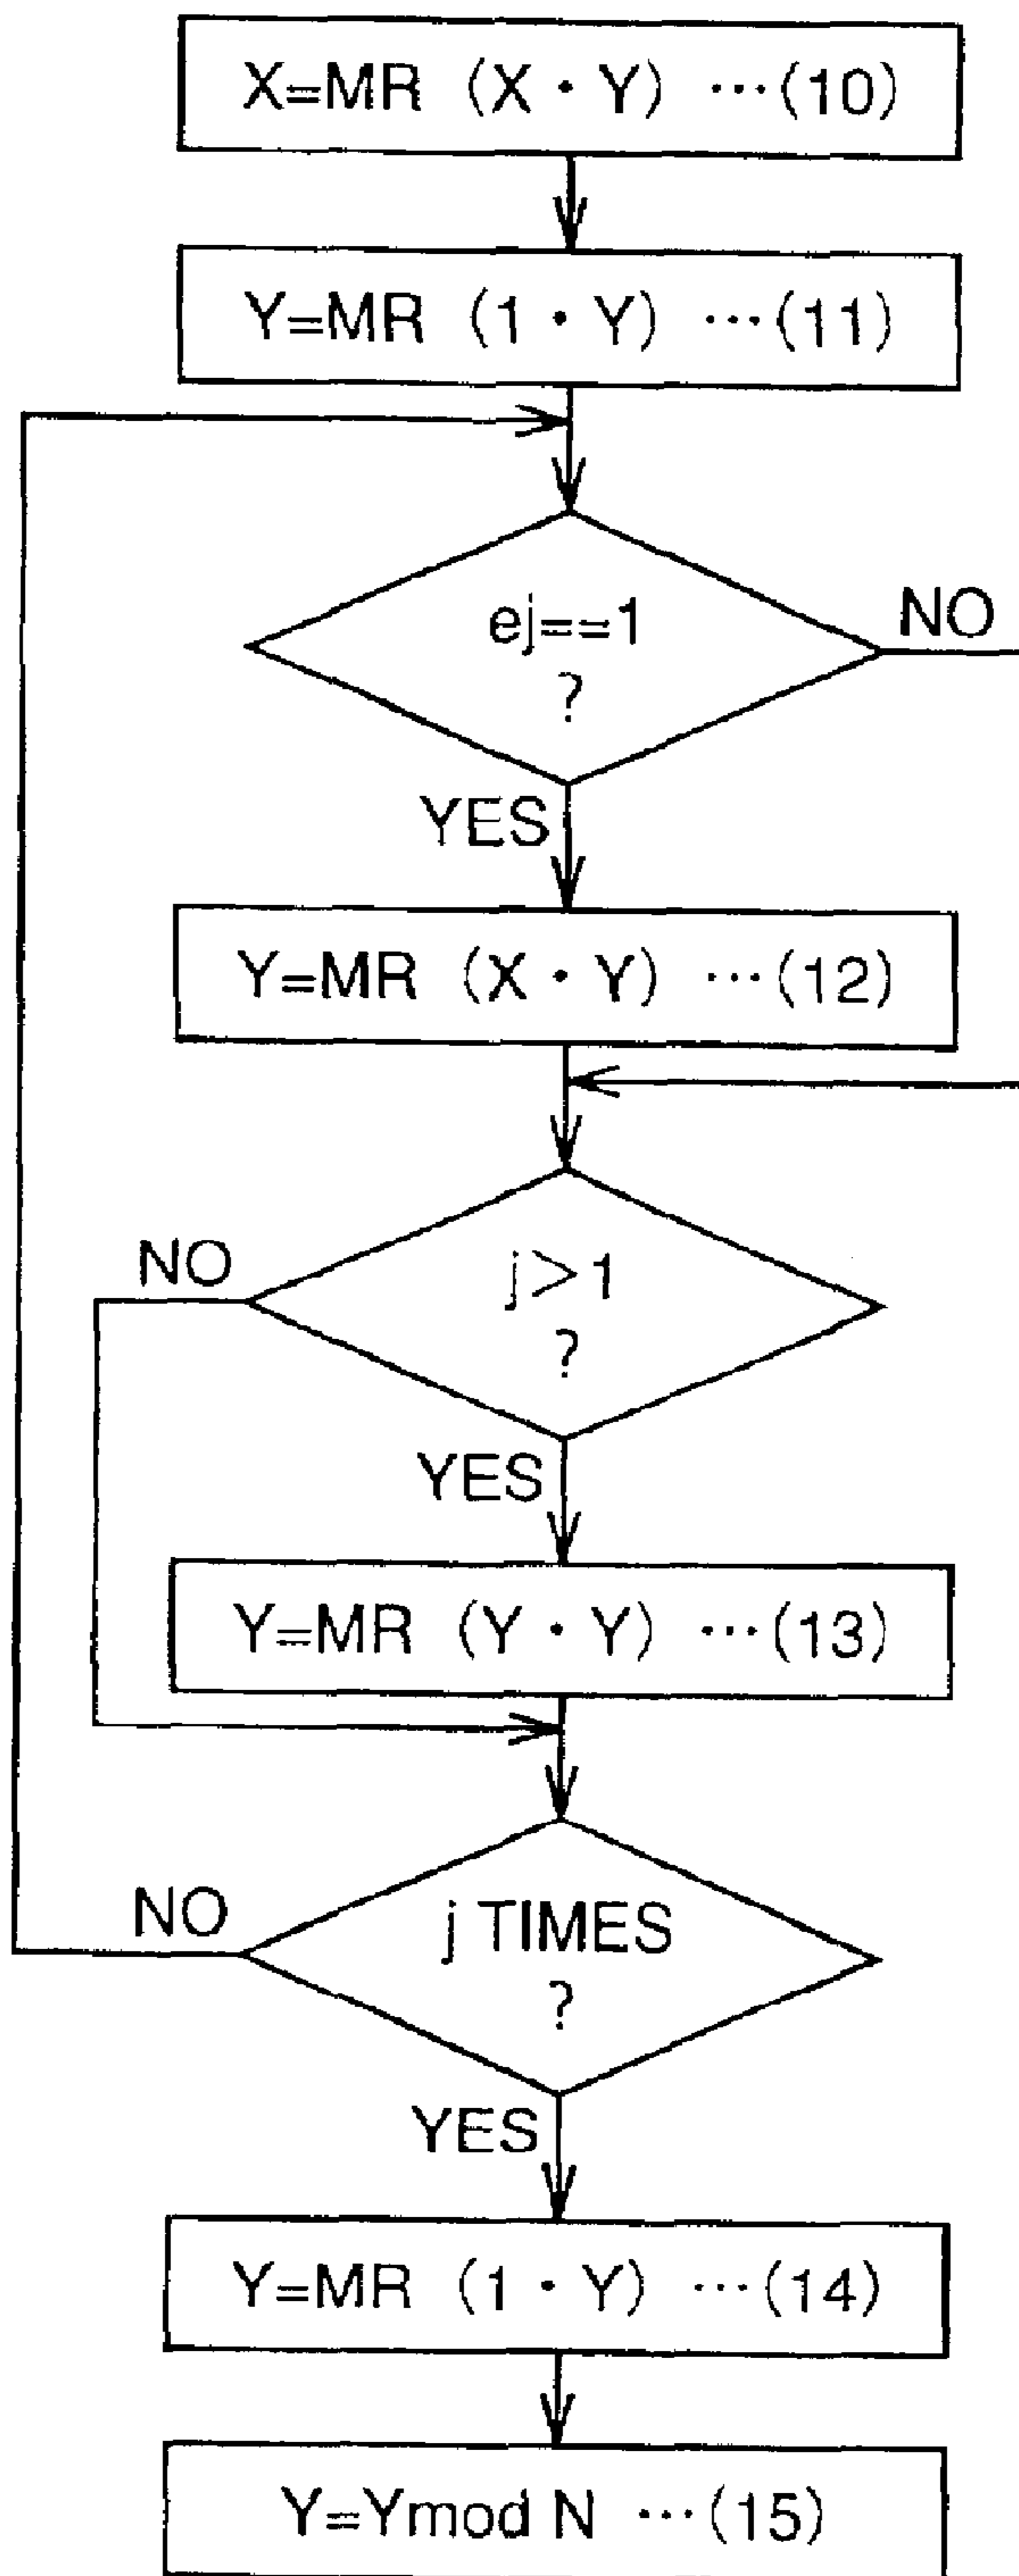 X=MR (X・Y) …(10)
Y=MR (1・Y) …(11)
ej==1
?
NO
YES
Y=MR (X・Y) …(12)
NO
j>1
?
YES
Y=MR (Y・Y) …(13)
NO
j TIMES
?
YES
Y=MR (1・Y) …(14)
Y=Ymod N …(15)